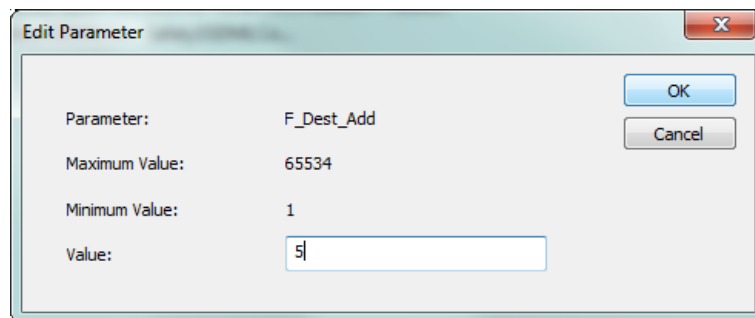 Edit Parameter
OK
Parameter: F_Dest_Add
Cancel
Maximum Value: 65534
Minimum Value: 1
Value: 5